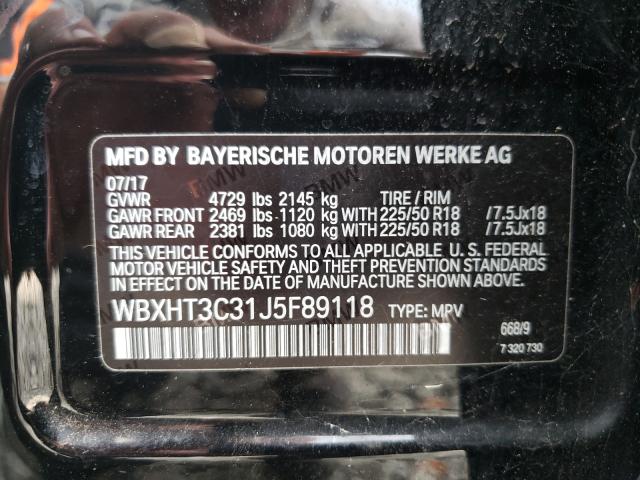 MFD BY BAYERISCHE MOTOREN WERKE AG
07/17
GVWR 4729 lbs 2145 kg TIRE / RIM
GAWR FRONT 2469 lbs 1120 kg WITH 225/50 R18 /7.5Jx18
GAWR REAR 2381 lbs 1080 kg WITH 225/50 R18 /7.5Jx18
THIS VEHICLE CONFORMS TO ALL APPLICABLE U. S. FEDERAL
MOTOR VEHICLE SAFETY AND THEFT PREVENTION STANDARDS
IN EFFECT ON THE DATE OF MANUFACTURE SHOWN ABOVE.
WBXHT3C31J5F89118 TYPE: MPV
668/9
7 320 730